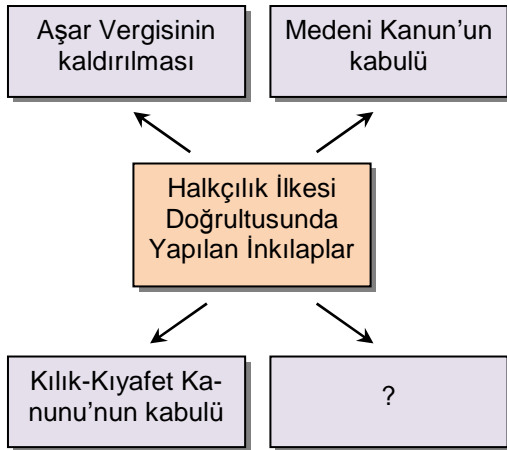 Aşar Vergisinin
kaldırılması
Medeni Kanun’un
kabulü
Halkçılık İlkesi
Doğrultusunda
Yapılan İnkılaplar
Kılık-Kıyafet Ka-
nunu’nun kabulü
?